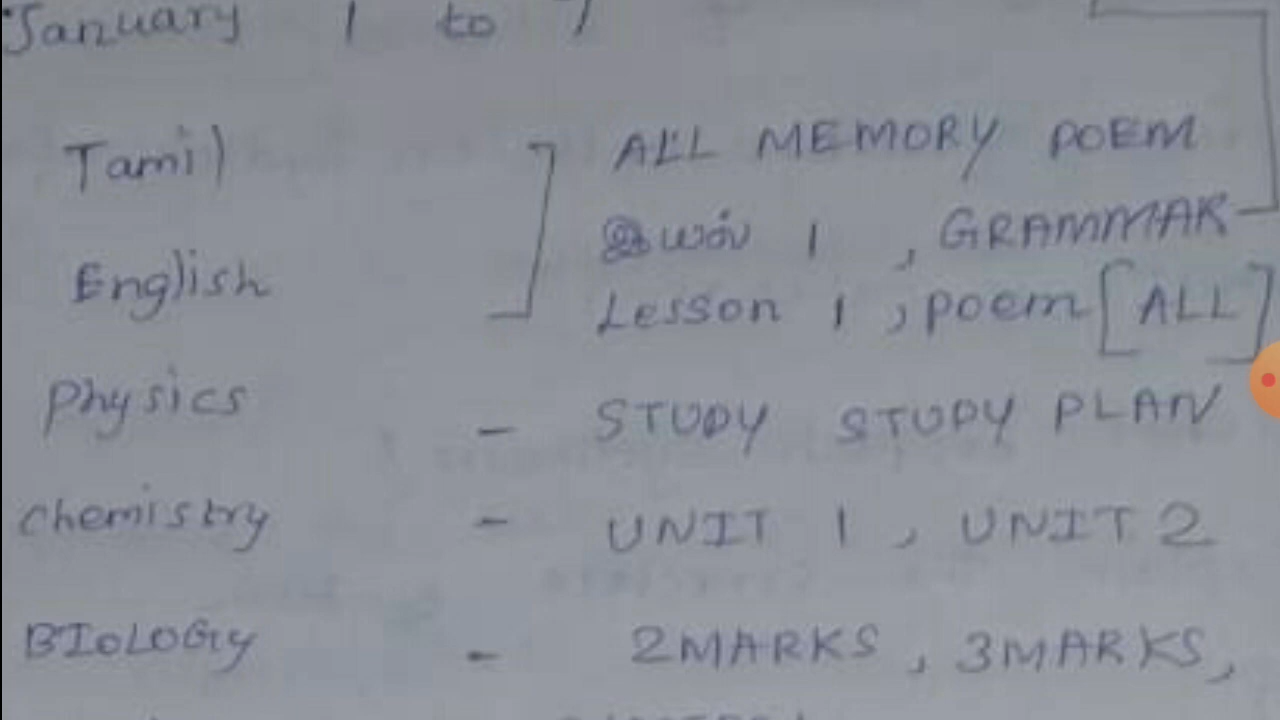 January 1 to 7
Tamil ] ALL MEMORY POEM
இயல் 1 , GRAMMAR
English Lesson 1 , poem [ALL]
Physics - STUDY STUDY PLAN
chemistry - UNIT 1 , UNIT 2
BIOLOGY - 2MARKS , 3MARKS,